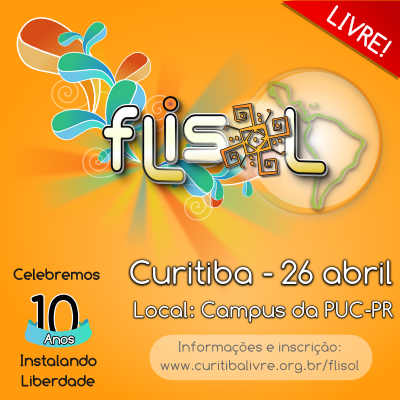 LIVRE!
flisol
Curitiba - 26 abril
Local: Campus da PUC-PR
Celebremos
10
Anos
Instalando
Liberdade
Informações e inscrição:
www.curitibalivre.org.br/flisol